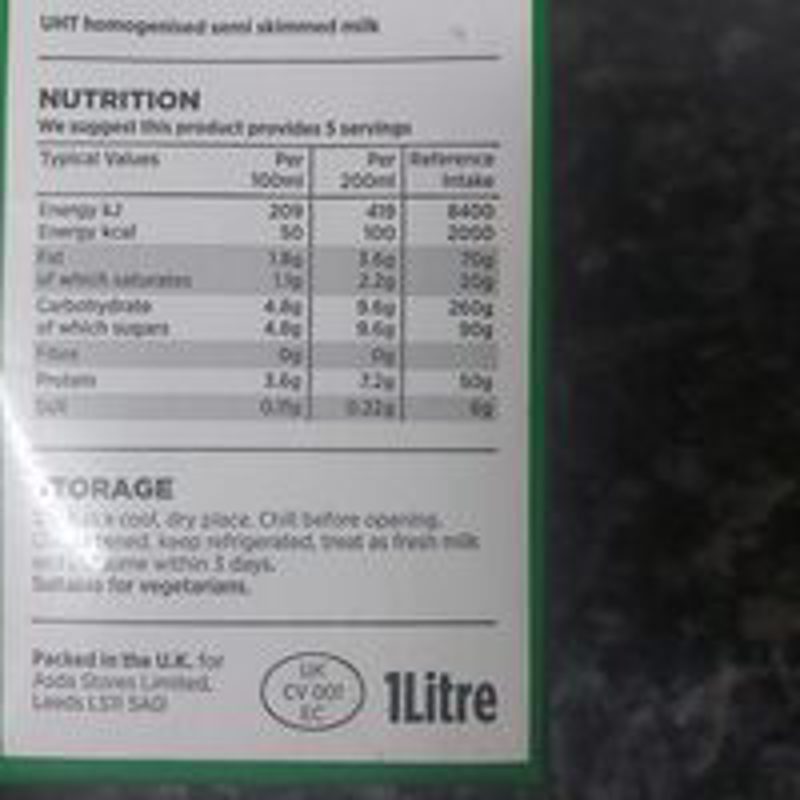 UHT homogenised semi skimmed milk
NUTRITION
We suggest this product provides 5 servings
Typical Values Per 100ml Per 200ml Reference Intake
Energy kJ 209 419 8400
Energy kcal 50 100 2000
Fat 1.8g 3.6g 70g
of which saturates 1.1g 2.2g 20g
Carbohydrate 4.8g 9.6g 260g
of which sugars 4.8g 9.6g 90g
Fibre 0g 0g
Protein 3.6g 7.2g 50g
Salt 0.11g 0.22g 6g
STORAGE
cool, dry place. Chill before opening.
keep refrigerated, treat as fresh milk
within 3 days.
Suitable for vegetarians.
Packed in the U.K. for
Asda Stores Limited,
Leeds LS11 5AD
UK
CV 001
EC
1Litre